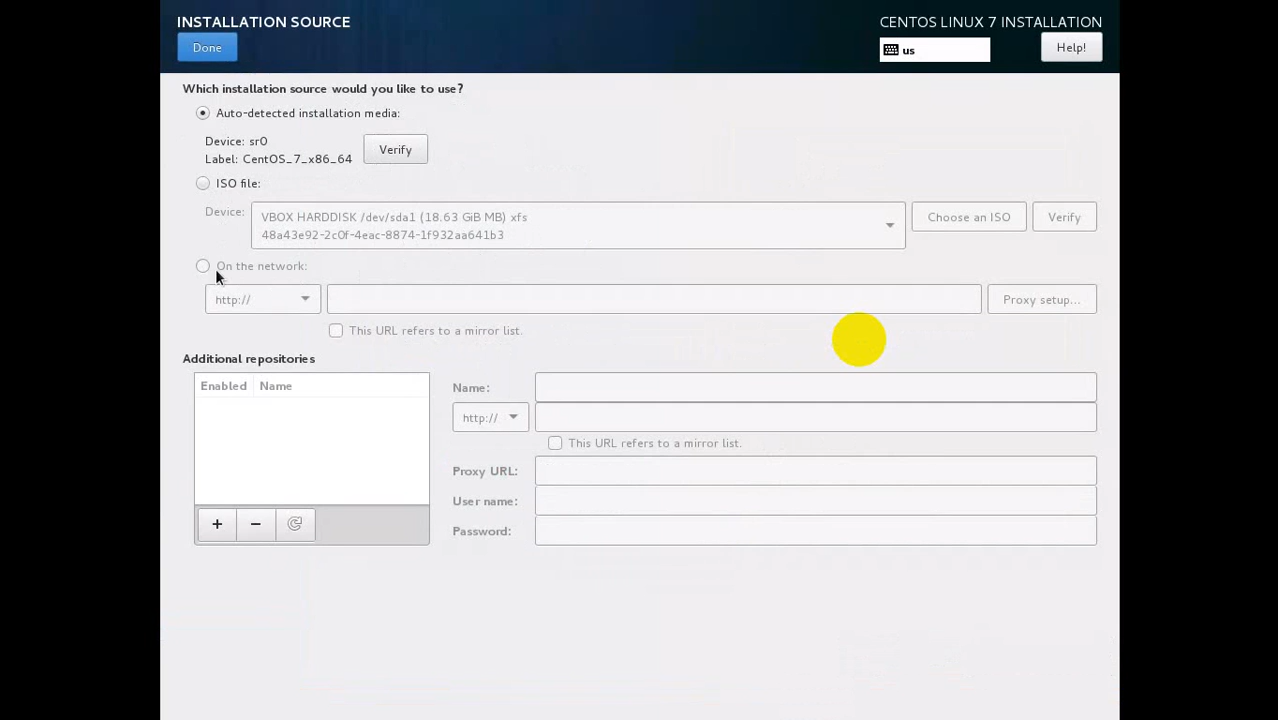 INSTALLATION SOURCE
CENTOS LINUX 7 INSTALLATION
Done
us
Help!
Which installation source would you like to use?
Auto-detected installation media:
Device: sr0
Label: CentOS_7_x86_64
Verify
ISO file:
Device:
VBOX HARDDISK /dev/sda1 (18.63 GiB MB) xfs
48a43e92-2c0f-4eac-8874-1f932aa641b3
Choose an ISO
Verify
On the network:
http://
Proxy setup...
This URL refers to a mirror list.
Additional repositories
Enabled Name
Name:
http://
This URL refers to a mirror list.
Proxy URL:
User name:
Password: